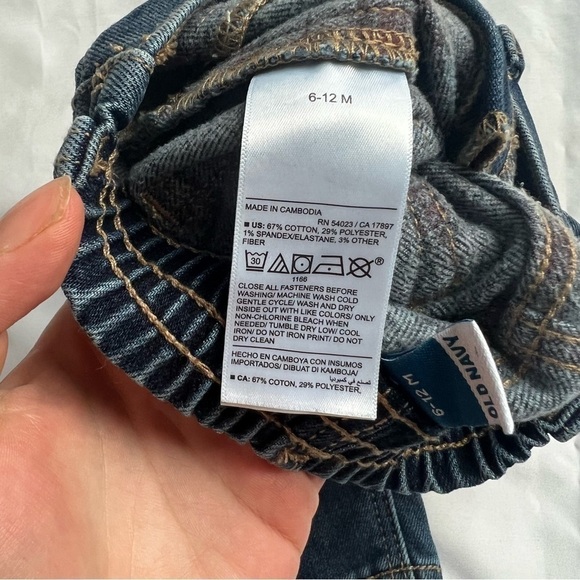 6-12 M
MADE IN CAMBODIA
RN 54023 / CA 17897
■ US: 67% COTTON, 29% POLYESTER,
1% SPANDEX/ELASTANE, 3% OTHER
FIBER
30
®
1166
CLOSE ALL FASTENERS BEFORE
WASHING/ MACHINE WASH COLD
GENTLE CYCLE/ WASH AND DRY
INSIDE OUT WITH LIKE COLORS/ ONLY
NON-CHLORINE BLEACH WHEN
NEEDED/ TUMBLE DRY LOW/ COOL
IRON/ DO NOT IRON PRINT/ DO NOT
DRY CLEAN
HECHO EN CAMBOYA CON INSUMOS
IMPORTADOS/ DIBUAT DI KAMBOJA/
صنع في كمبوديا
■ CA: 67% COTON, 29% POLYESTER,
6-12 M
OLD NAVY